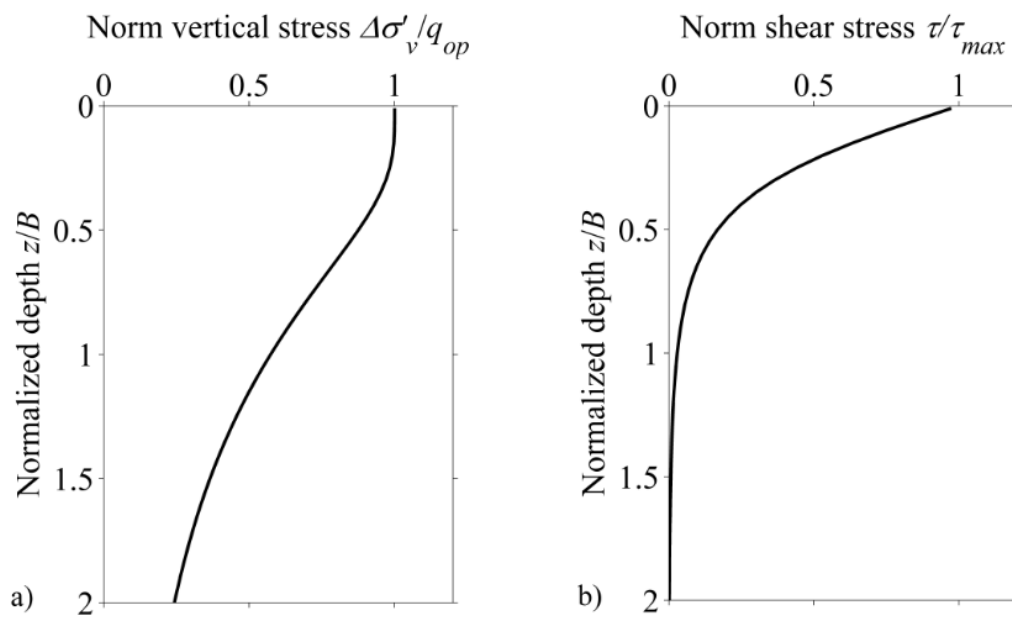 Norm vertical stress Δσ′v/qop
0 0.5 1
Normalized depth z/B
0
0.5
1
1.5
2
a)
Norm shear stress τ/τmax
0 0.5 1
Normalized depth z/B
0
0.5
1
1.5
2
b)